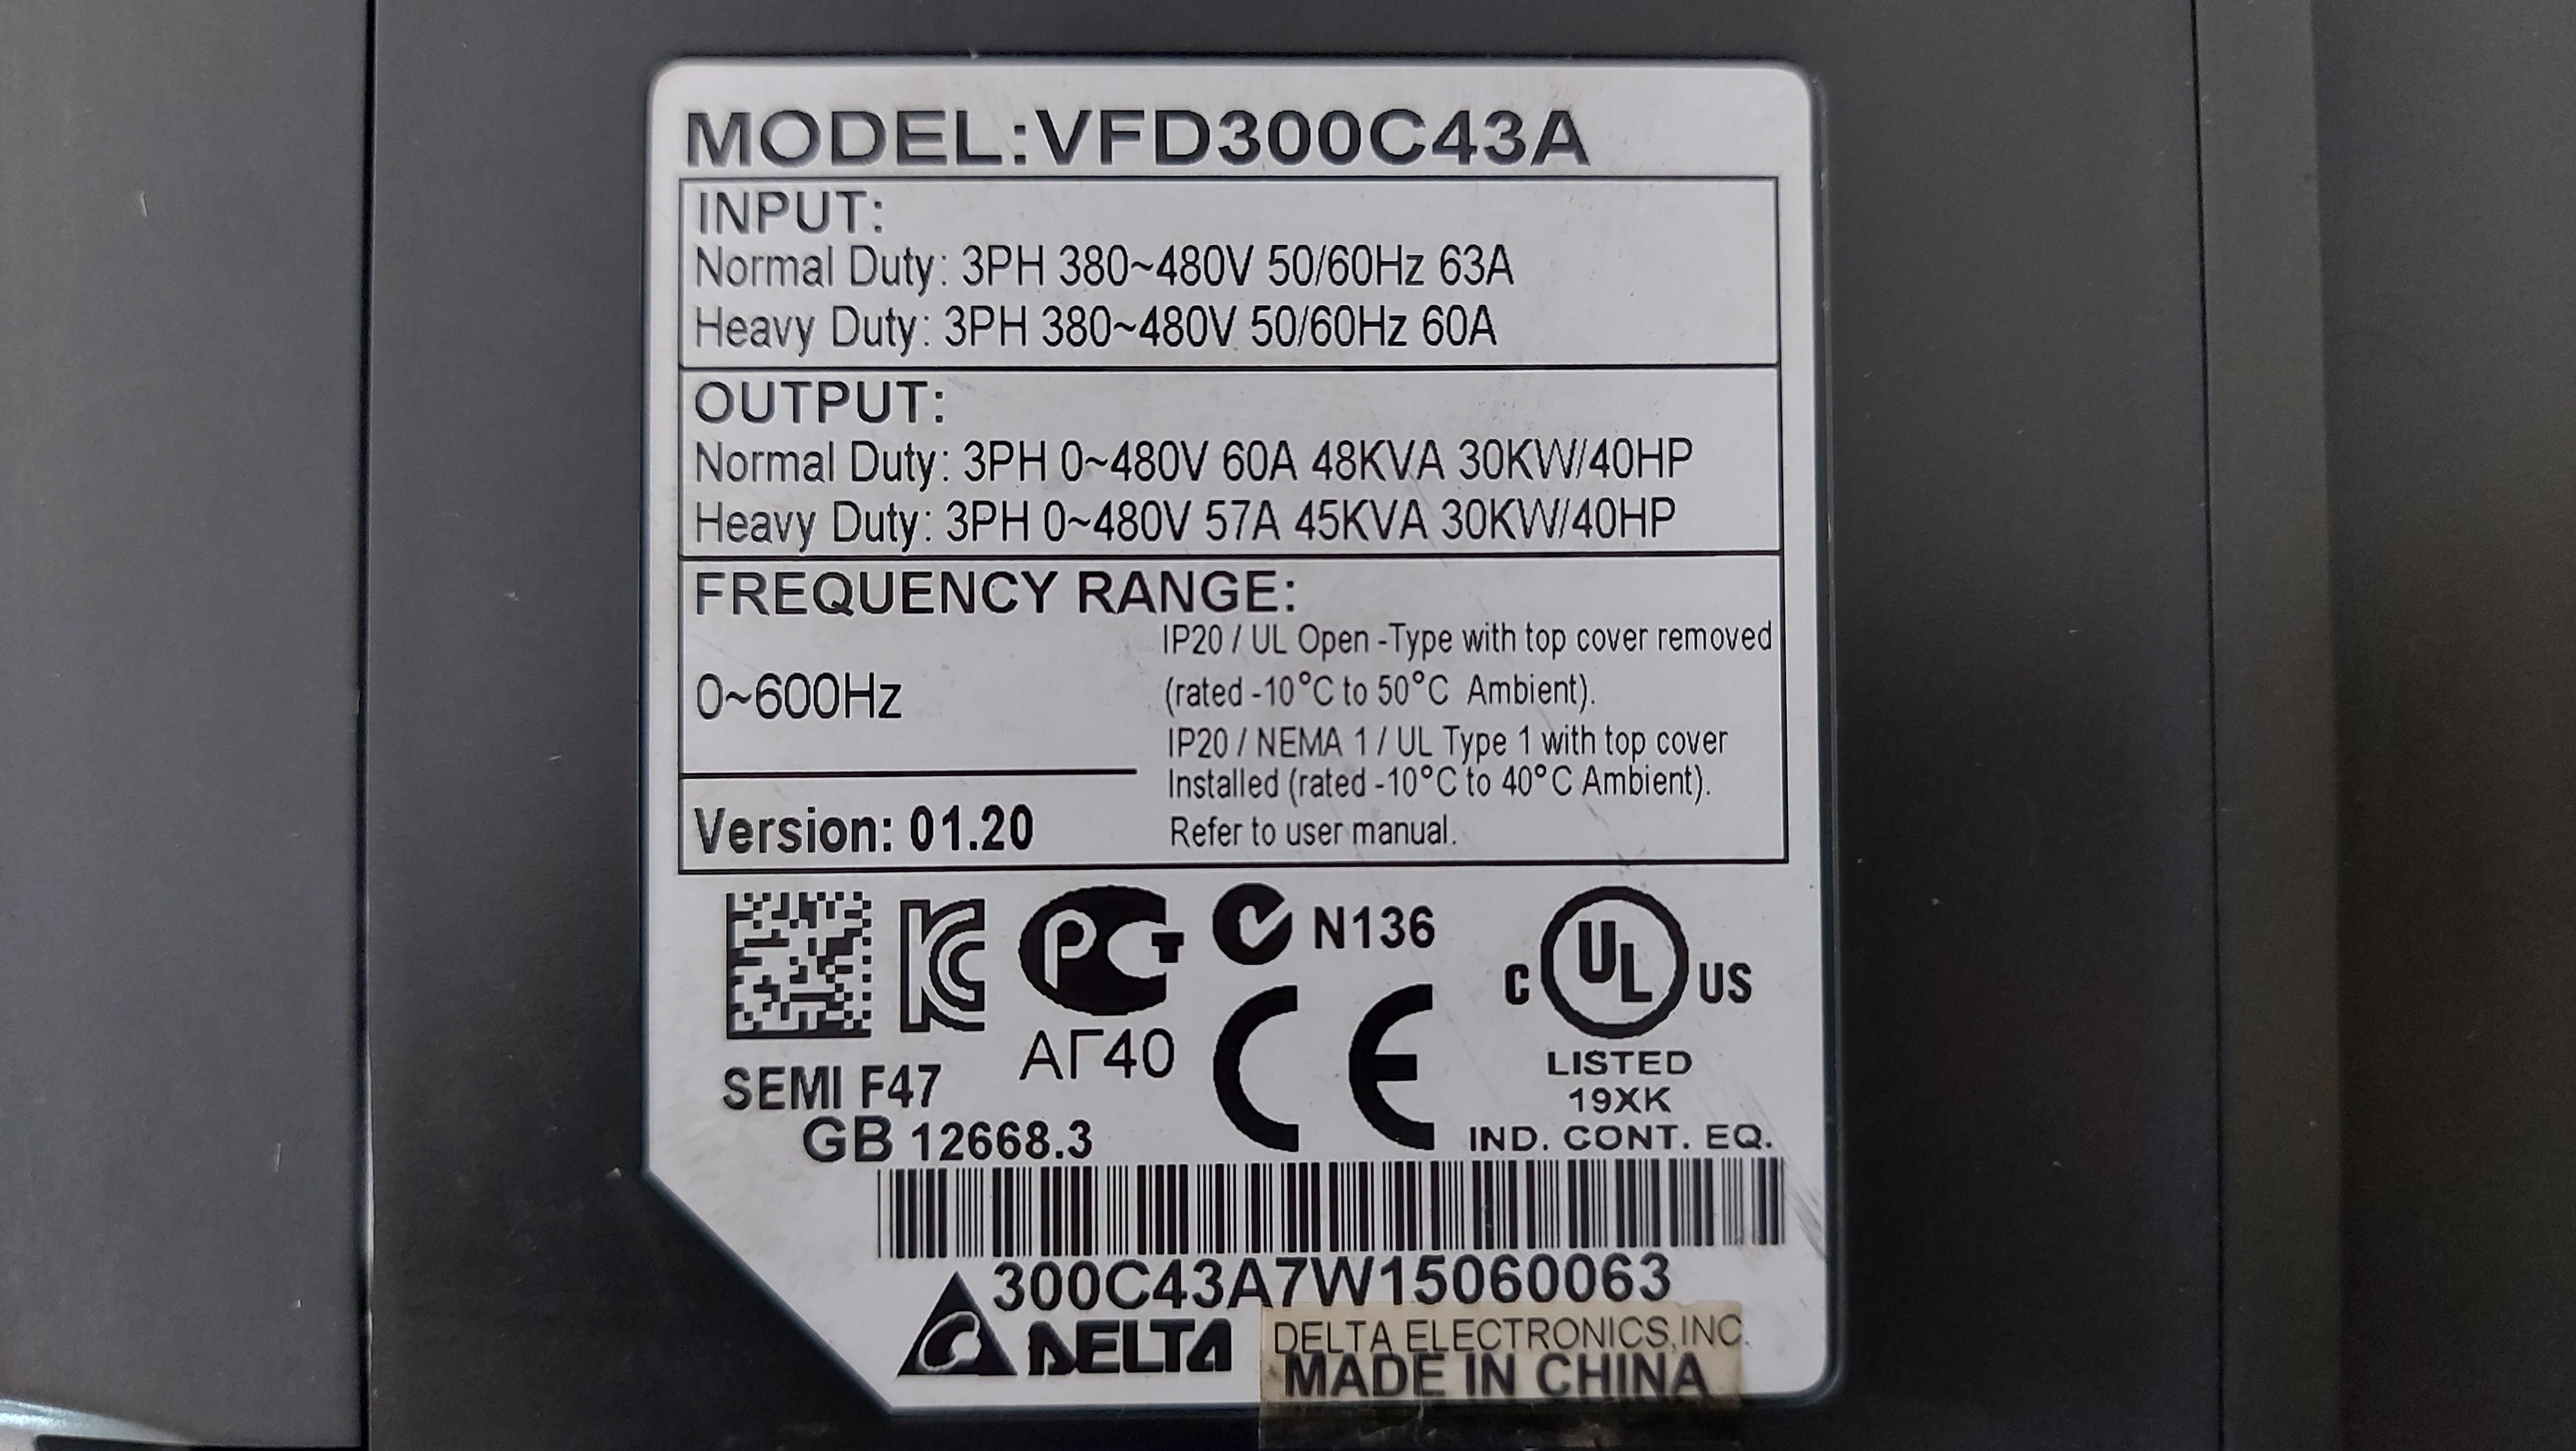 MODEL:VFD300C43A
INPUT:
Normal Duty: 3PH 380~480V 50/60Hz 63A
Heavy Duty: 3PH 380~480V 50/60Hz 60A
OUTPUT:
Normal Duty: 3PH 0~480V 60A 48KVA 30KW/40HP
Heavy Duty: 3PH 0~480V 57A 45KVA 30KW/40HP
FREQUENCY RANGE:
0~600Hz
IP20 / UL Open -Type with top cover removed
(rated -10°C to 50°C Ambient).
IP20 / NEMA 1 / UL Type 1 with top cover
Installed (rated -10°C to 40°C Ambient).
Refer to user manual.
Version: 01.20
N136
C UL US
LISTED
19XK
IND. CONT. EQ.
АГ40
CE
SEMI F47
GB 12668.3
300C43A7W15060063
DELTA
DELTA ELECTRONICS,INC.
MADE IN CHINA